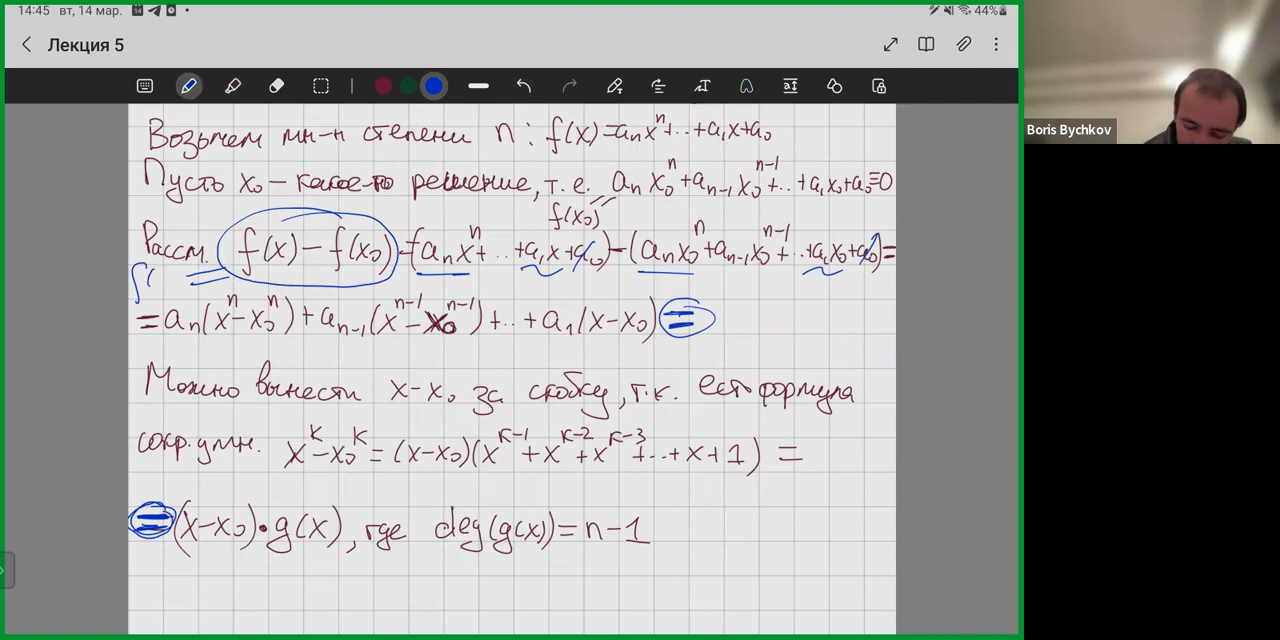 14:45 вт, 14 мар.
44%
Лекция 5
Boris Bychkov
Возьмем мн-н степени n : f(x)=aₙxⁿ+..+a₁x+a₀
Пусть x₀ – какое-то решение, т.е. aₙx₀ⁿ+aₙ₋₁x₀ⁿ⁻¹+..+a₁x₀+a₀=0
f(x₀)
Рассм. f(x)–f(x₀)=(aₙxⁿ+..+a₁x+a₀)–(aₙx₀ⁿ+aₙ₋₁x₀ⁿ⁻¹+..+a₁x₀+a₀)=
=aₙ(xⁿ–x₀ⁿ)+aₙ₋₁(xⁿ⁻¹–x₀ⁿ⁻¹)+..+a₁(x–x₀) =
Можно вынести x–x₀ за скобку, т.к. есть формула
сокр. умн. xᴷ–x₀ᴷ=(x–x₀)(xᴷ⁻¹+xᴷ⁻²+xᴷ⁻³+..+x+1) =
= (x–x₀)•g(x), где deg(g(x))=n–1